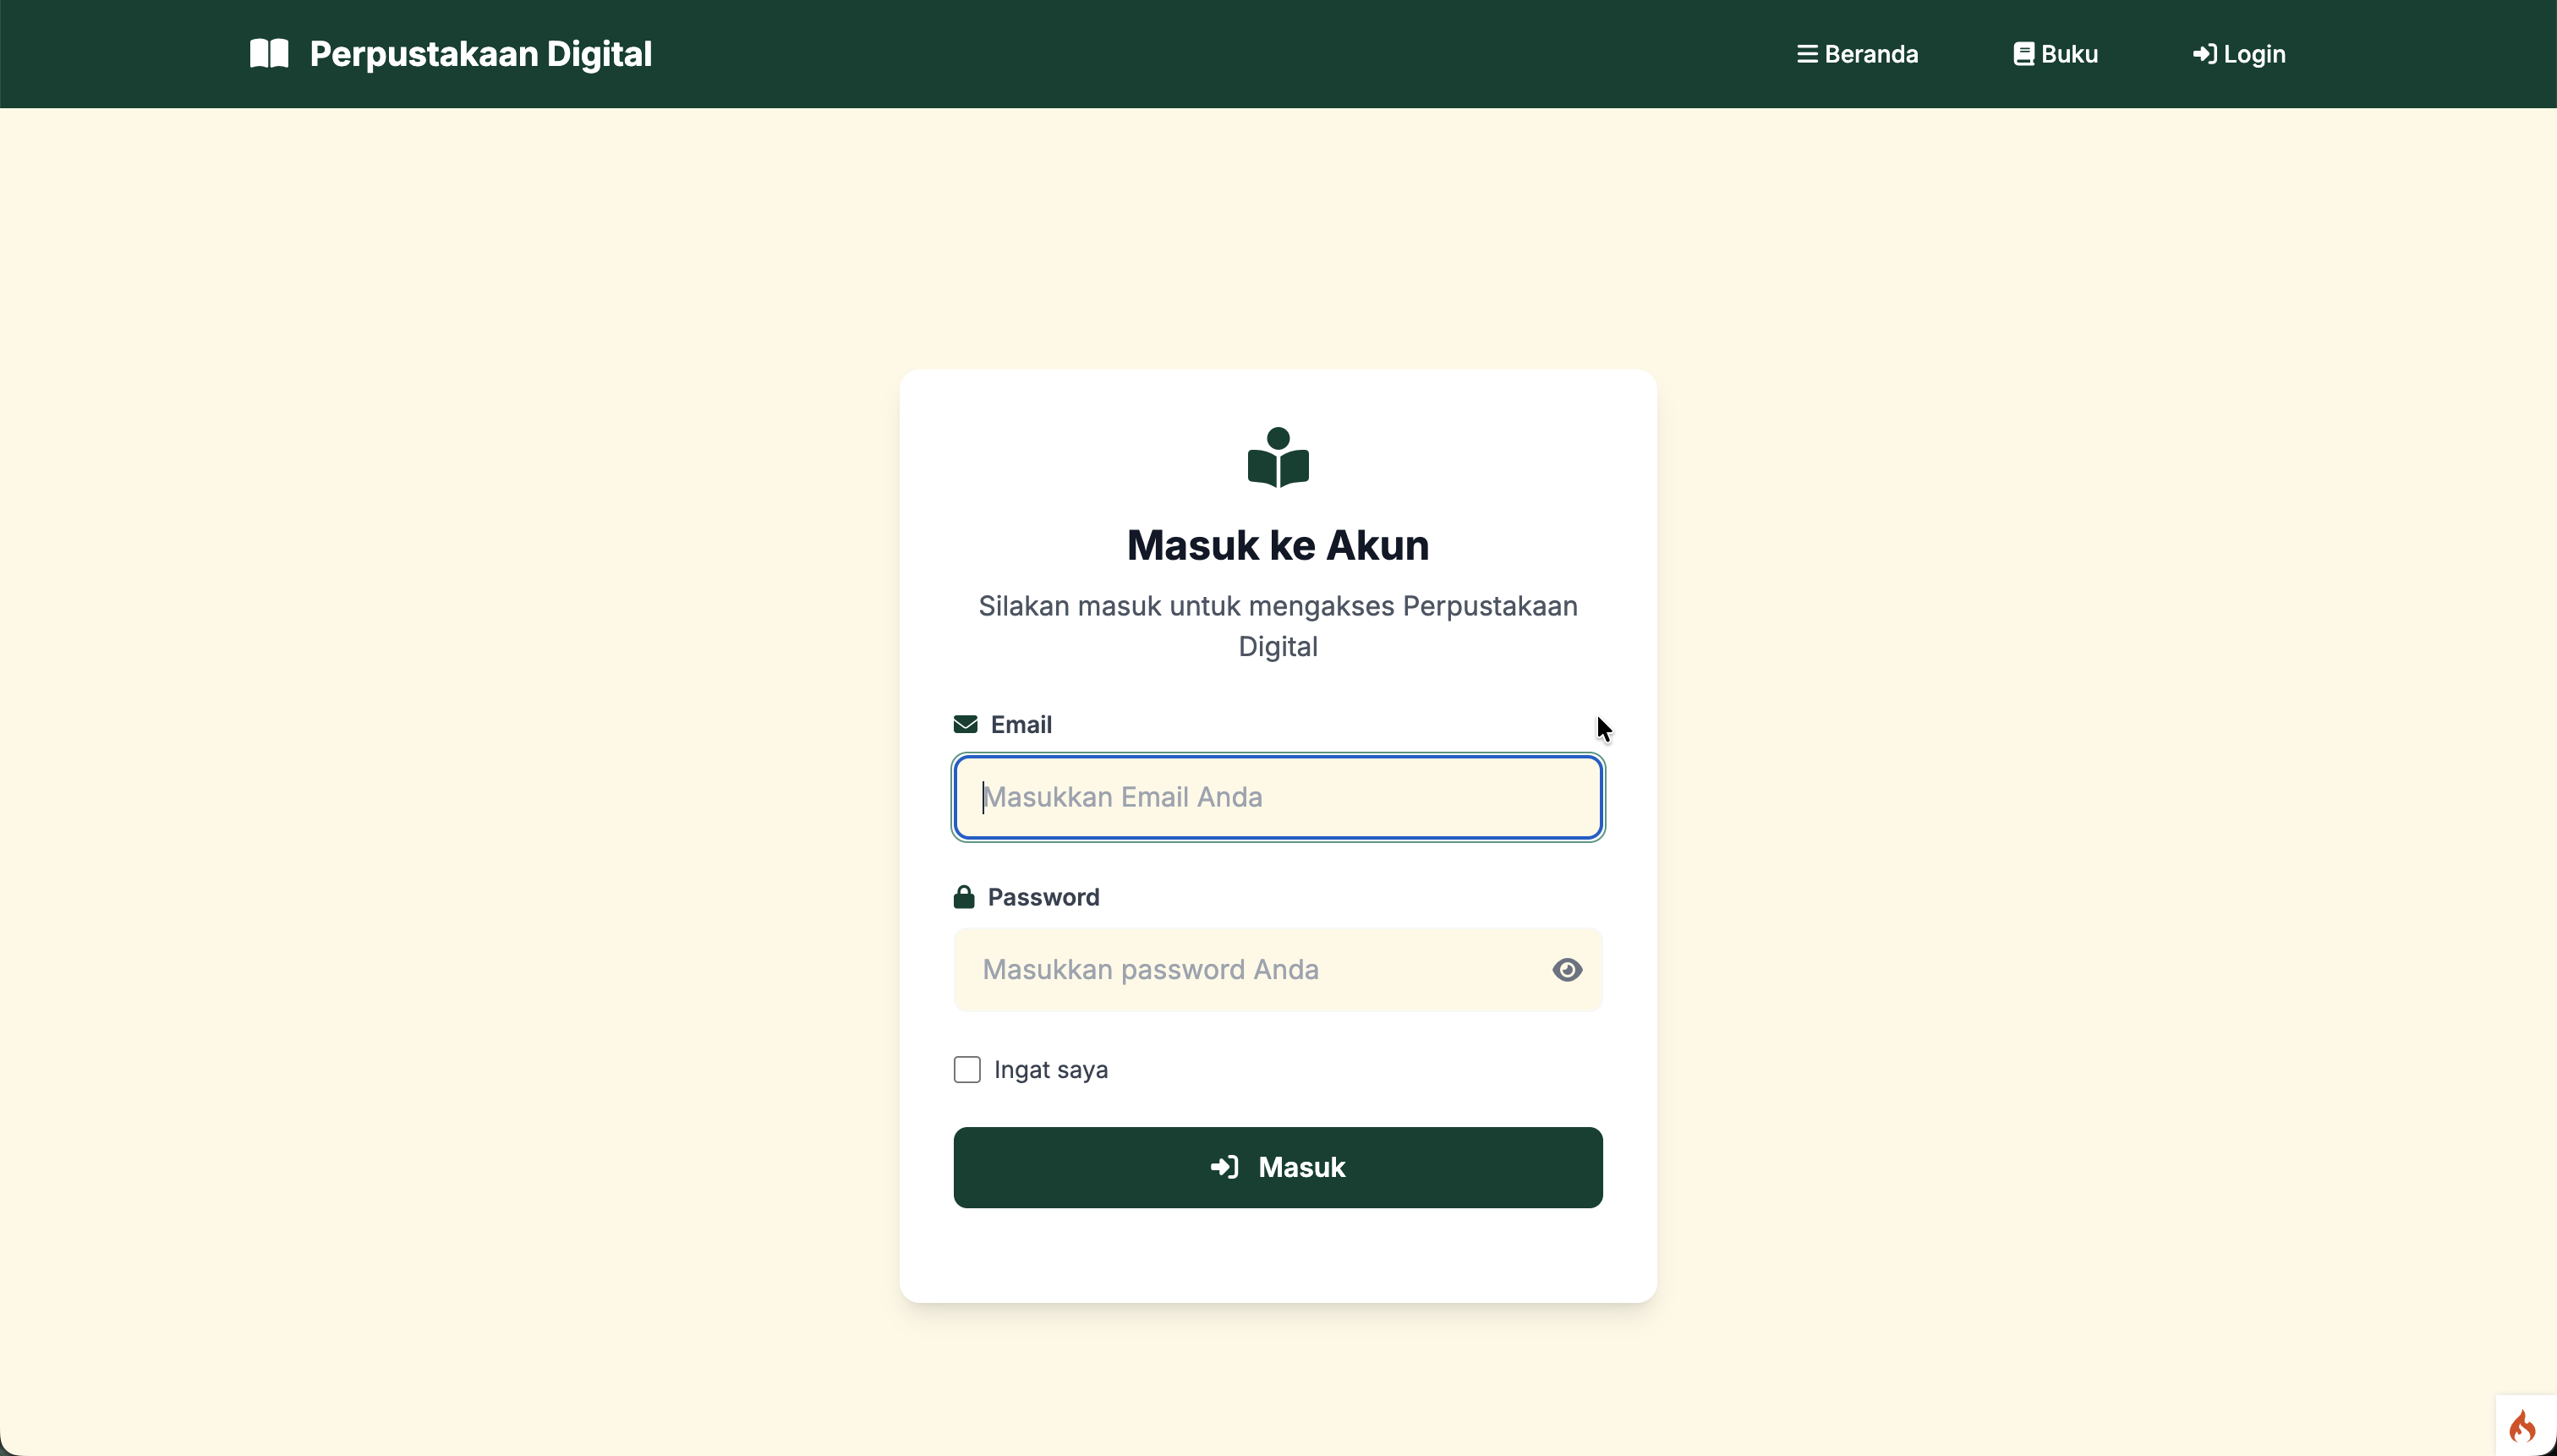 Perpustakaan Digital
Beranda
Buku
Login
Masuk ke Akun
Silakan masuk untuk mengakses Perpustakaan
Digital
Email
Masukkan Email Anda
Password
Masukkan password Anda
Ingat saya
Masuk